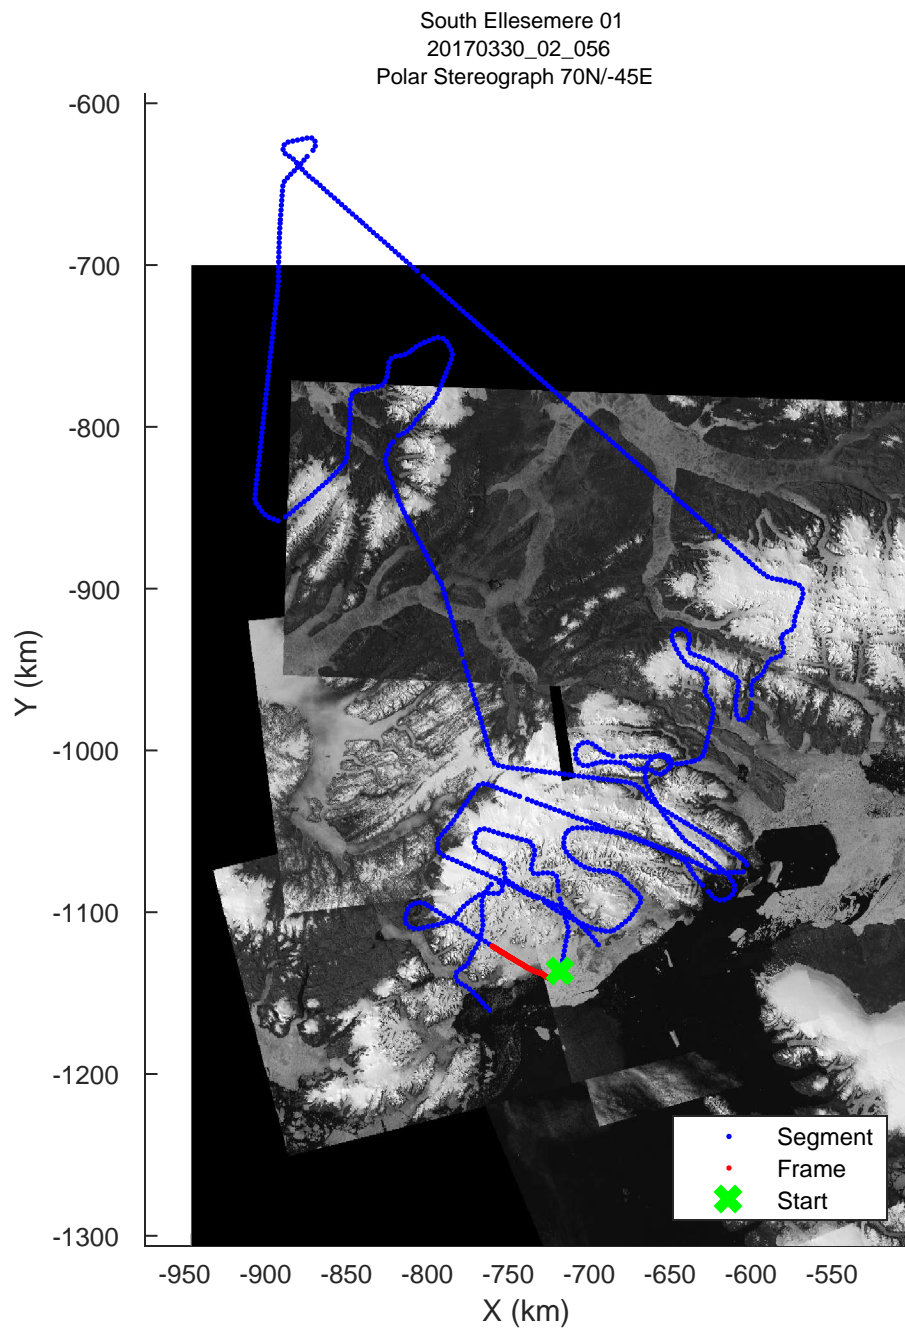 South Ellesemere 01
20170330_02_056
Polar Stereograph 70N/-45E
-600
-700
-800
-900
-1000
-1100
-1200
-1300
Y (km)
Segment
Frame
Start
-950 -900 -850 -800 -750 -700 -650 -600 -550
X (km)